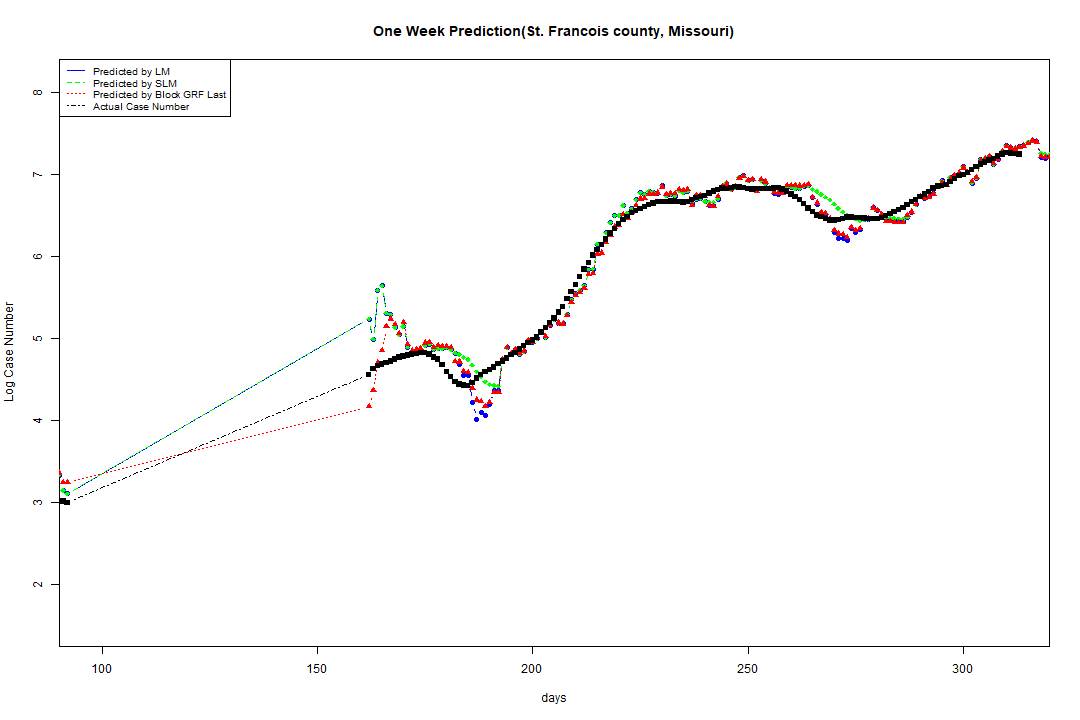 One Week Prediction(St. Francois county, Missouri)
Predicted by LM
Predicted by SLM
Predicted by Block GRF Last
Actual Case Number
8
7
6
5
4
3
2
Log Case Number
100 150 200 250 300
days